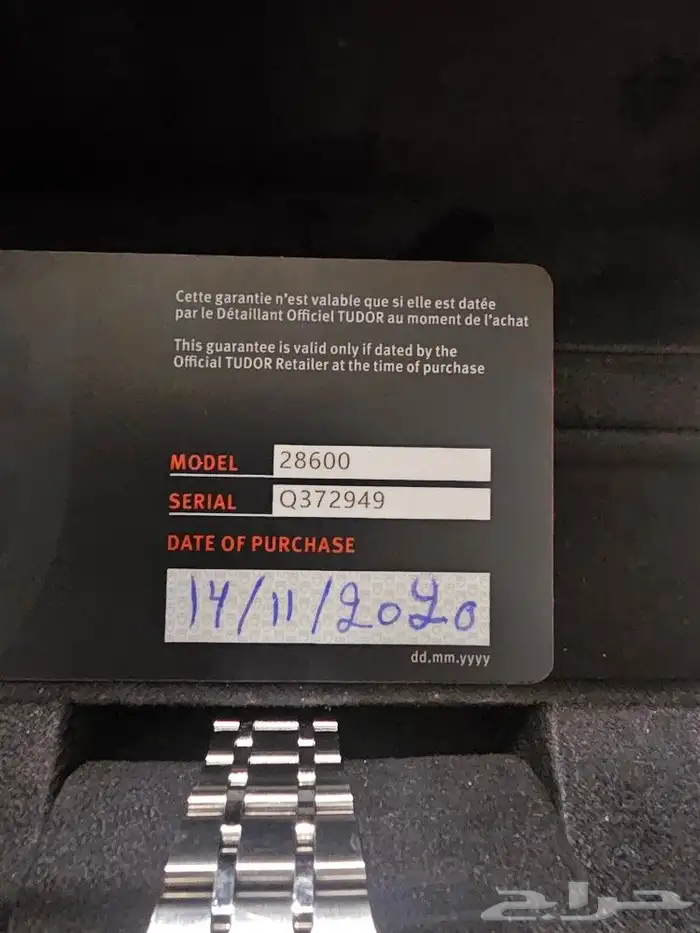 Cette garantie n'est valable que si elle est datée
par le Détaillant Officiel TUDOR au moment de l'achat
This guarantee is valid only if dated by the
Official TUDOR Retailer at the time of purchase
MODEL 28600
SERIAL Q372949
DATE OF PURCHASE
14/11/2020
dd.mm.yyyy
حراج